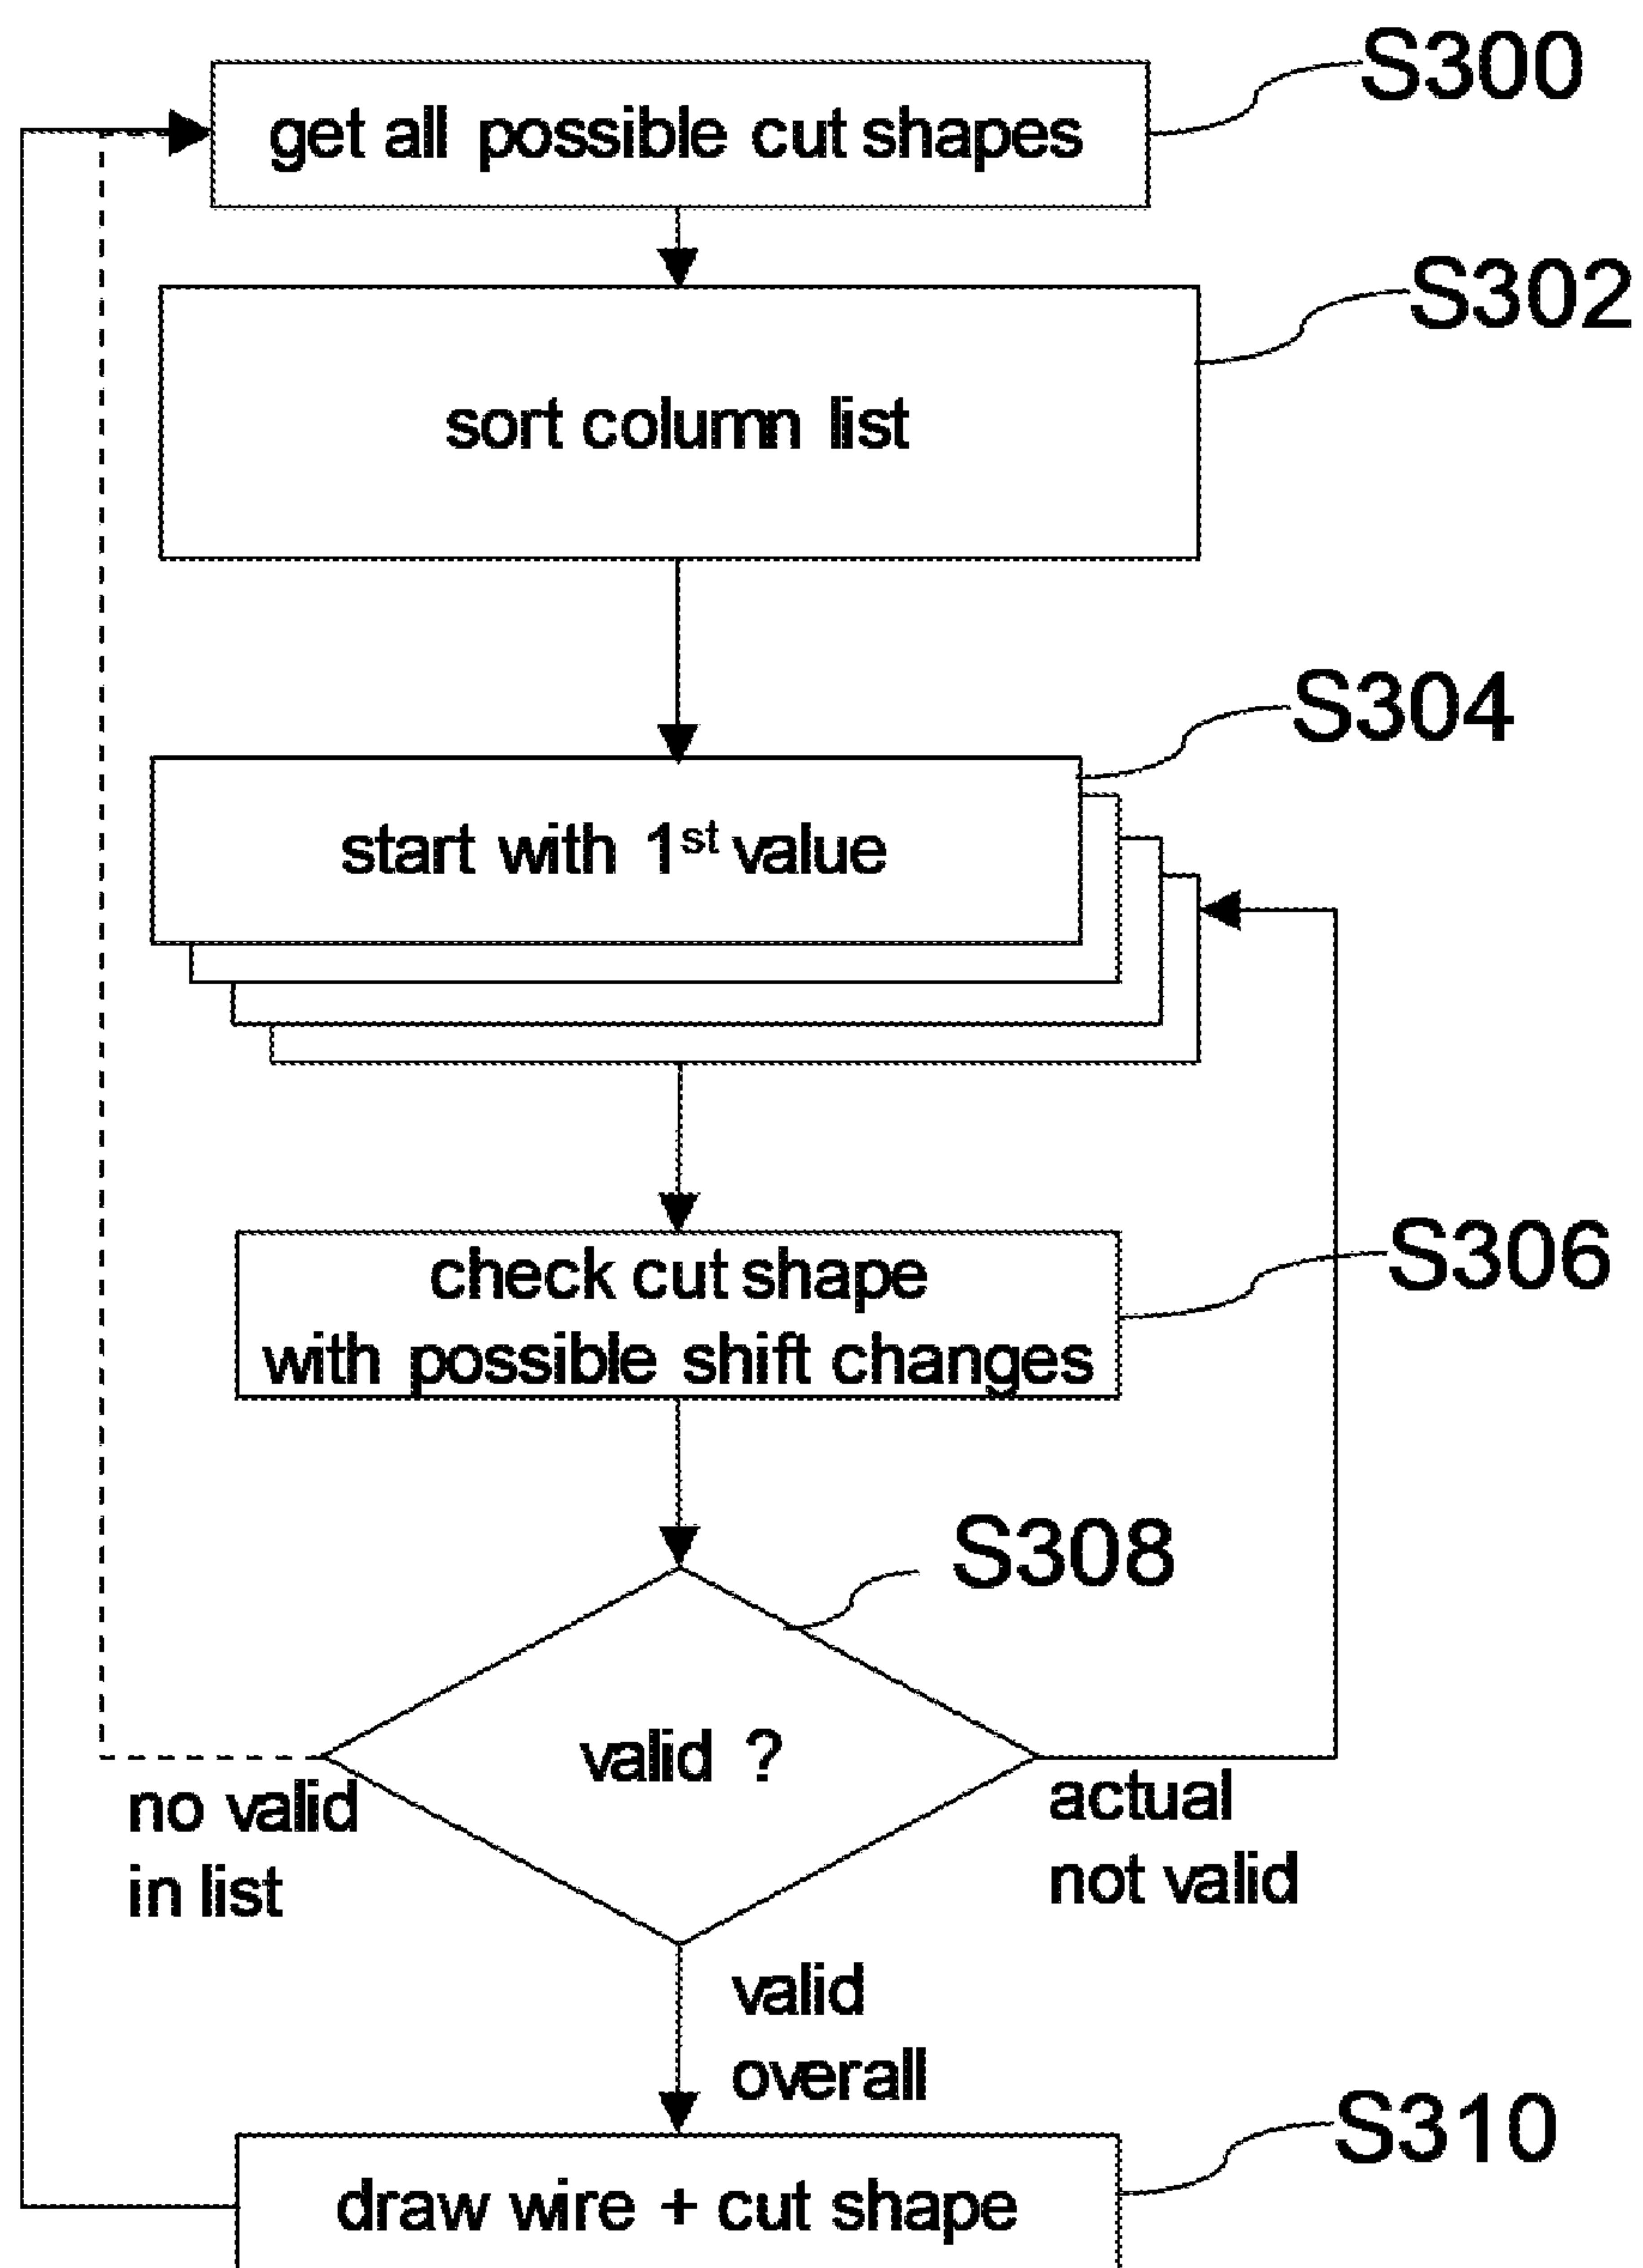 S300
get all possible cut shapes
S302
sort column list
S304
start with 1st value
S306
check cut shape
with possible shift changes
S308
valid ?
no valid
in list
actual
not valid
valid
overall
S310
draw wire + cut shape